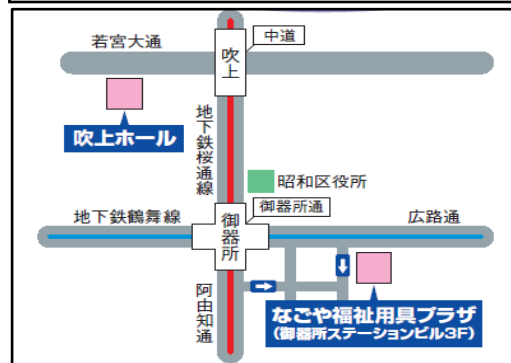 若宮大通
中道
吹上
吹上ホール
地下鉄桜通線
昭和区役所
御器所通
地下鉄鶴舞線
広路通
御器所
阿由知通
なごや福祉用具プラザ
(御器所ステーションビル3F)